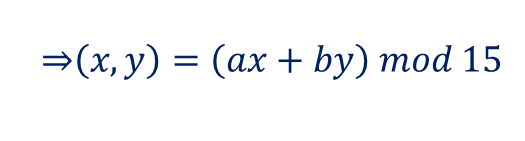 ⇒(x, y) = (ax + by) mod 15